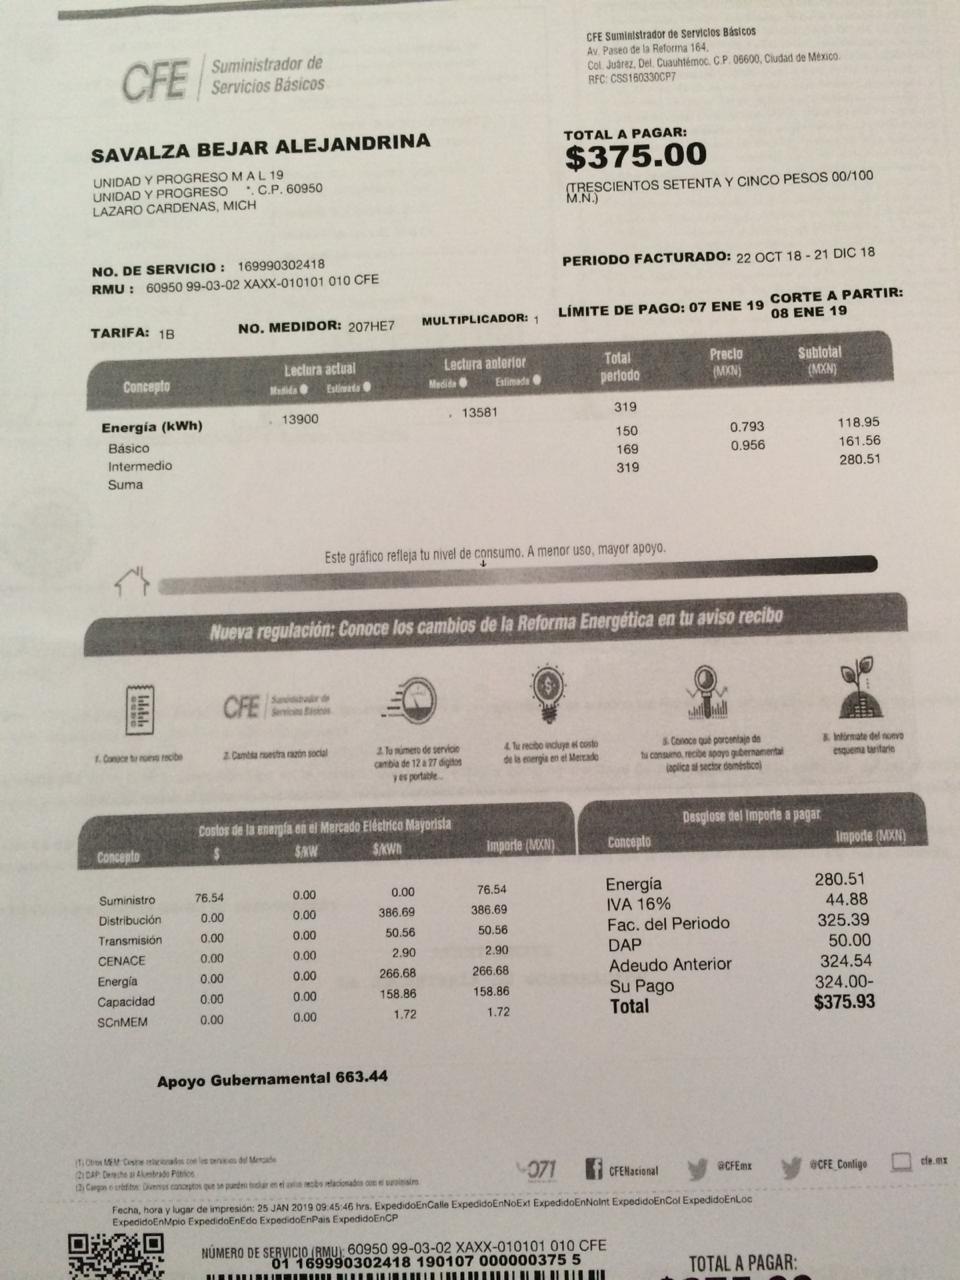 CFE Suministrador de Servicios Básicos
Av. Paseo de la Reforma 164,
Col. Juárez, Del. Cuauhtémoc. C.P. 06600, Ciudad de México.
RFC: CSS160330CP7
CFE
Suministrador de
Servicios Básicos
SAVALZA BEJAR ALEJANDRINA
UNIDAD Y PROGRESO M A L 19
UNIDAD Y PROGRESO *. C.P. 60950
LAZARO CARDENAS, MICH
TOTAL A PAGAR:
$375.00
(TRESCIENTOS SETENTA Y CINCO PESOS 00/100
M.N.)
NO. DE SERVICIO : 169990302418
RMU : 60950 99-03-02 XAXX-010101 010 CFE
PERIODO FACTURADO: 22 OCT 18 - 21 DIC 18
TARIFA: 1B NO. MEDIDOR: 207HE7 MULTIPLICADOR: 1 LÍMITE DE PAGO: 07 ENE 19 CORTE A PARTIR:
08 ENE 19
Concepto Lectura actual Lectura anterior Total periodo Precio (MXN) Subtotal (MXN)
Medida Estimada Medida Estimada
Energía (kWh) 13900 13581 319
Básico 150 0.793 118.95
Intermedio 169 0.956 161.56
Suma 319 280.51
Este gráfico refleja tu nivel de consumo. A menor uso, mayor apoyo.
Nueva regulación: Conoce los cambios de la Reforma Energética en tu aviso recibo
CFE Suministrador de
Servicios Básicos
1. Conoce tu nuevo recibo
2. Cambia nuestra razón social
3. Tu número de servicio
cambia de 12 a 27 dígitos
y es portable...
4. Tu recibo incluye el costo
de la energía en el Mercado
5. Conoce qué porcentaje de
tu consumo, recibe apoyo gubernamental
(aplica al sector doméstico)
6. Infórmate del nuevo
esquema tarifario
Costos de la energía en el Mercado Eléctrico Mayorista
Concepto $ $/kW $/kWh Importe (MXN)
Suministro 76.54 0.00 0.00 76.54
Distribución 0.00 0.00 386.69 386.69
Transmisión 0.00 0.00 50.56 50.56
CENACE 0.00 0.00 2.90 2.90
Energía 0.00 0.00 266.68 266.68
Capacidad 0.00 0.00 158.86 158.86
SCnMEM 0.00 0.00 1.72 1.72
Desglose del Importe a pagar
Concepto Importe (MXN)
Energía 280.51
IVA 16% 44.88
Fac. del Periodo 325.39
DAP 50.00
Adeudo Anterior 324.54
Su Pago 324.00-
Total $375.93
Apoyo Gubernamental 663.44
(1) Otros MEM: Costos relacionados con los servicios del Mercado
(2) DAP: Derecho al Alumbrado Público
(3) Cargos o créditos: Diversos conceptos que se pueden incluir en el aviso recibo relacionados con el suministro.
071
CFENacional
@CFEmx
@CFE_Contigo
cfe.mx
Fecha, hora y lugar de impresión: 25 JAN 2019 09:45:46 hrs. ExpedidoEnCalle ExpedidoEnNoExt ExpedidoEnNoInt ExpedidoEnCol ExpedidoEnLoc
ExpedidoEnMpio ExpedidoEnEdo ExpedidoEnPais ExpedidoEnCP
NÚMERO DE SERVICIO (RMU): 60950 99-03-02 XAXX-010101 010 CFE
01 169990302418 190107 000000375 5
TOTAL A PAGAR: